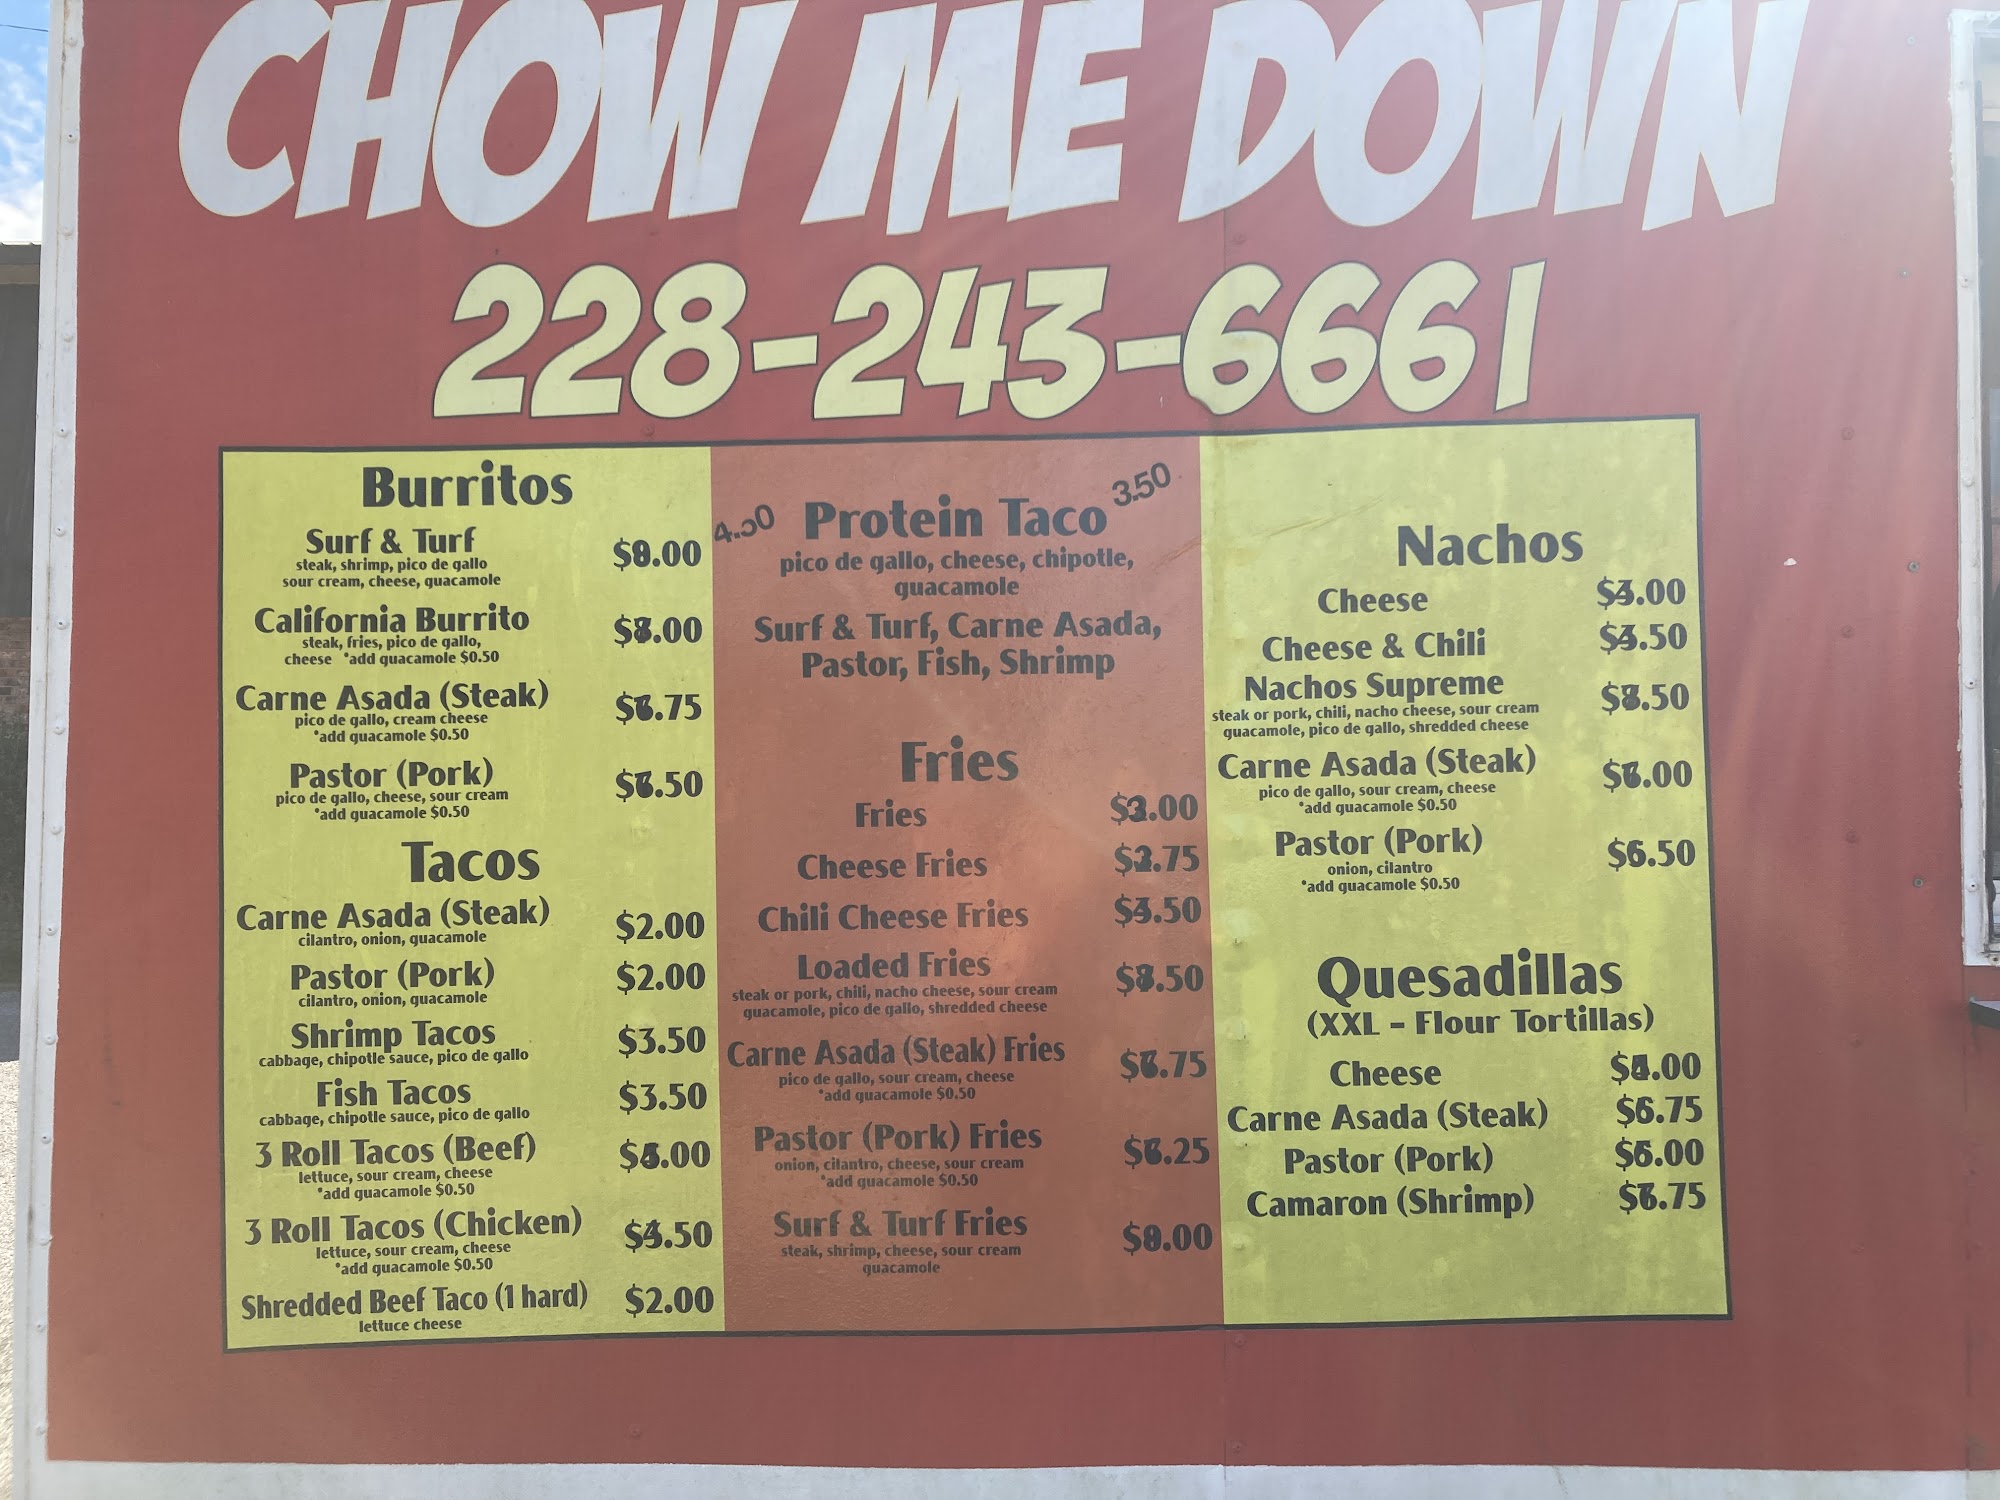 CHOW ME DOWN
228-243-6661
Burritos
Surf & Turf
steak, shrimp, pico de gallo
sour cream, cheese, guacamole
California Burrito
steak, fries, pico de gallo,
cheese *add guacamole $0.50
Carne Asada (Steak)
pico de gallo, cream cheese
*add guacamole $0.50
Pastor (Pork)
pico de gallo, cheese, sour cream
*add guacamole $0.50
Tacos
Carne Asada (Steak) $2.00
cilantro, onion, guacamole
Pastor (Pork) $2.00
cilantro, onion, guacamole
Shrimp Tacos $3.50
cabbage, chipotle sauce, pico de gallo
Fish Tacos $3.50
cabbage, chipotle sauce, pico de gallo
3 Roll Tacos (Beef)
lettuce, sour cream, cheese
*add guacamole $0.50
3 Roll Tacos (Chicken)
lettuce, sour cream, cheese
*add guacamole $0.50
Shredded Beef Taco (1 hard) $2.00
lettuce cheese
Protein Taco 3.50
pico de gallo, cheese, chipotle,
guacamole
Surf & Turf, Carne Asada,
Pastor, Fish, Shrimp
Fries
Fries
Cheese Fries
Chili Cheese Fries
Loaded Fries
steak or pork, chili, nacho cheese, sour cream
guacamole, pico de gallo, shredded cheese
Carne Asada (Steak) Fries
pico de gallo, sour cream, cheese
*add guacamole $0.50
Pastor (Pork) Fries
onion, cilantro, cheese, sour cream
*add guacamole $0.50
Surf & Turf Fries
steak, shrimp, cheese, sour cream
guacamole
Nachos
Cheese
Cheese & Chili
Nachos Supreme
steak or pork, chili, nacho cheese, sour cream
guacamole, pico de gallo, shredded cheese
Carne Asada (Steak)
pico de gallo, sour cream, cheese
*add guacamole $0.50
Pastor (Pork)
onion, cilantro
*add guacamole $0.50
Quesadillas
(XXL - Flour Tortillas)
Cheese
Carne Asada (Steak)
Pastor (Pork)
Camaron (Shrimp)